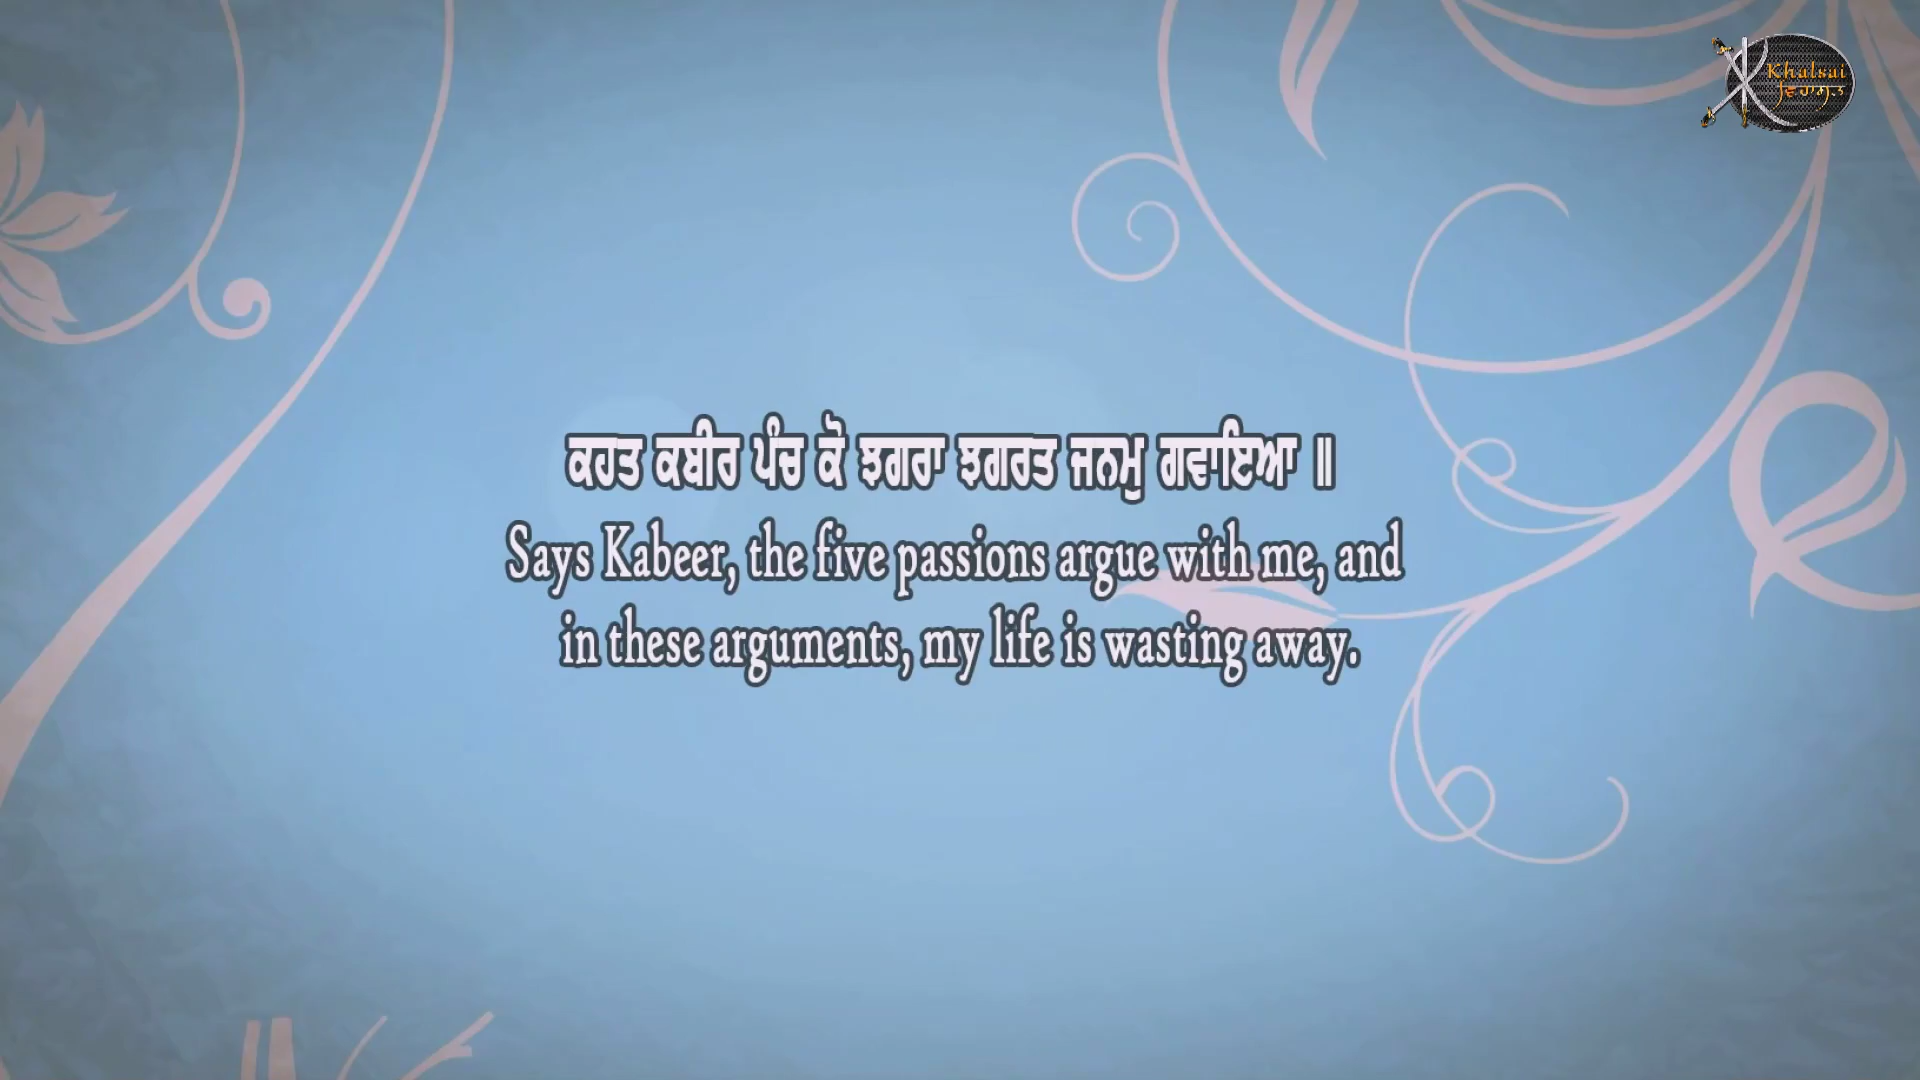 Khalsai
ਵਿਰਾਸਤ
ਕਹਤ ਕਬੀਰ ਪੰਚ ਕੋ ਝਗਰਾ ਝਗਰਤ ਜਨਮੁ ਗਵਾਇਆ ॥
Says Kabeer, the five passions argue with me, and
in these arguments, my life is wasting away.